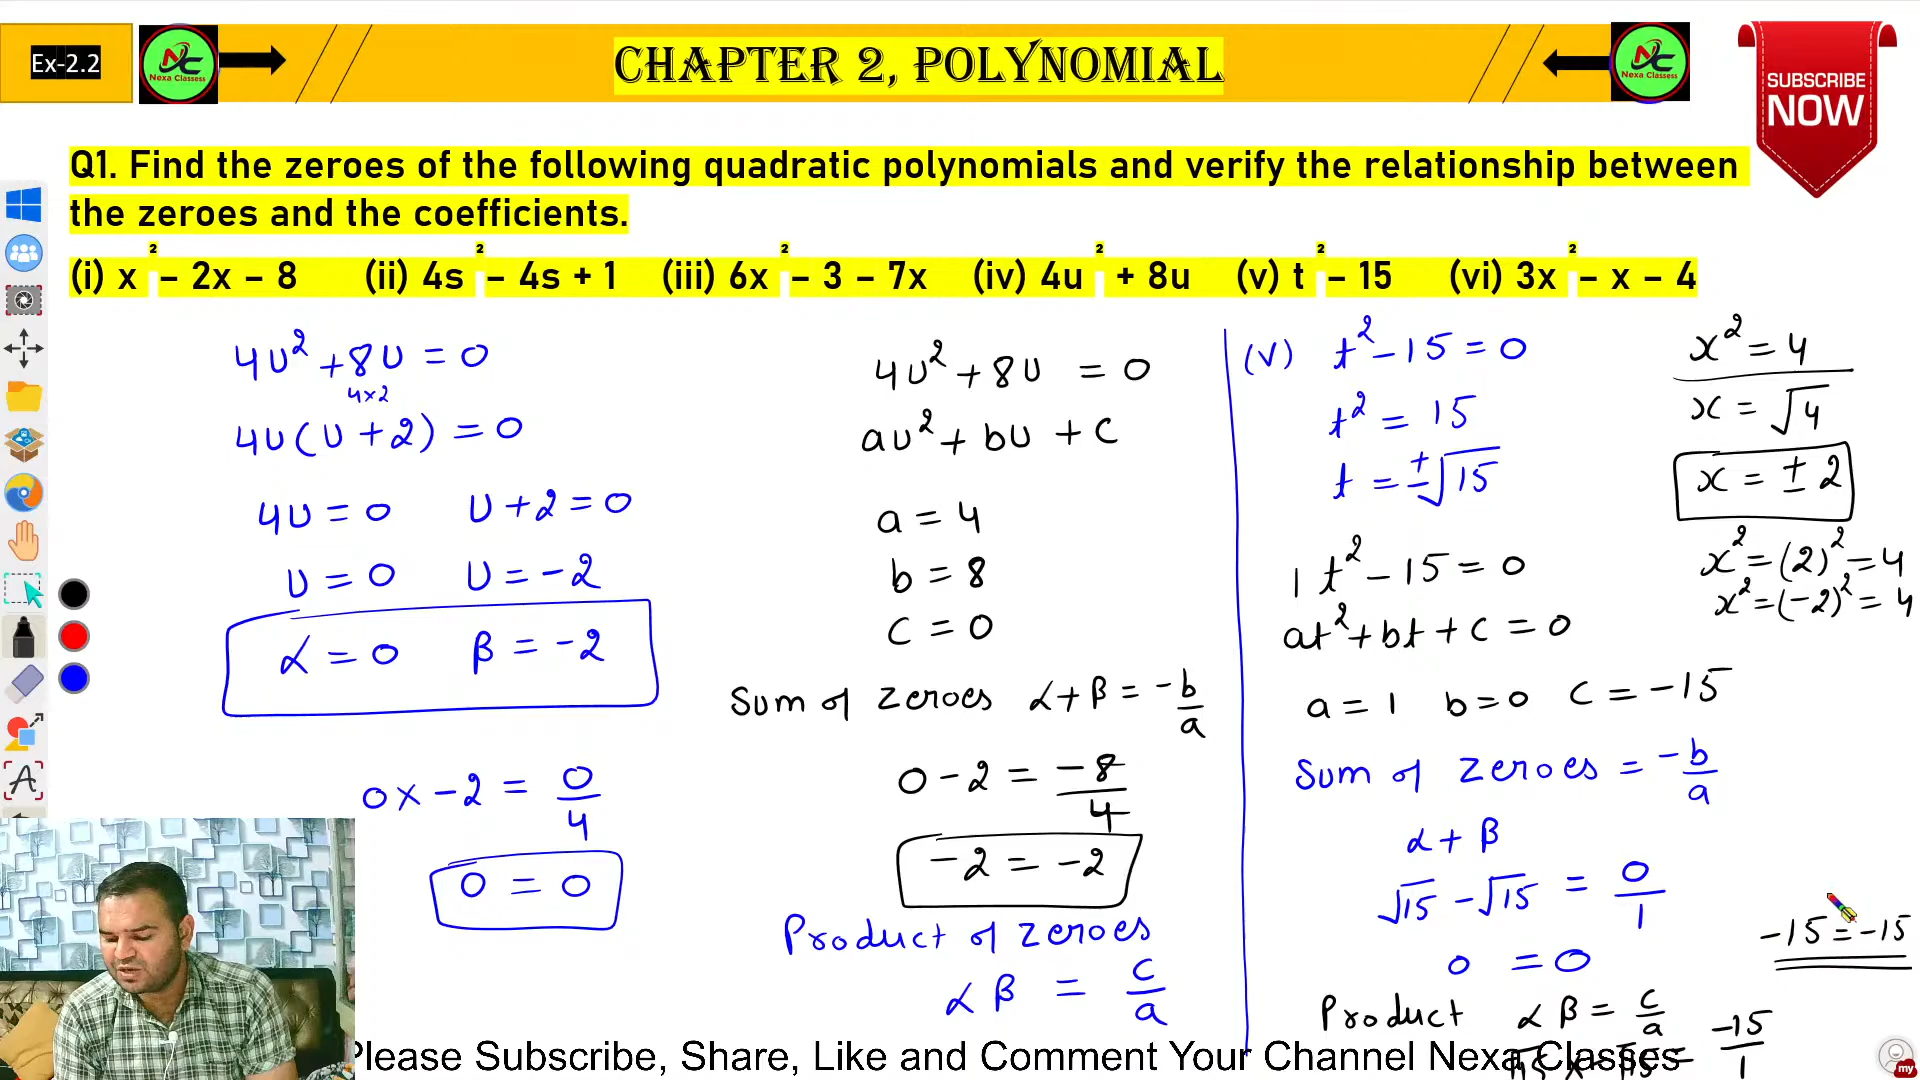 Ex-2.2
Nexa Classess
CHAPTER 2, POLYNOMIAL
Nexa Classess
SUBSCRIBE
NOW
Q1. Find the zeroes of the following quadratic polynomials and verify the relationship between
the zeroes and the coefficients.
(i) x² – 2x – 8 (ii) 4s² – 4s + 1 (iii) 6x² – 3 – 7x (iv) 4u² + 8u (v) t² – 15 (vi) 3x² – x – 4
4u² + 8u = 0
4×2
4u(u + 2) = 0
4u = 0 u + 2 = 0
u = 0 u = -2
α = 0 β = -2
0 × -2 = 0/4
0 = 0
4u² + 8u = 0
au² + bu + c
a = 4
b = 8
c = 0
Sum of zeroes α + β = -b/a
0 - 2 = -8/4
-2 = -2
Product of zeroes
αβ = c/a
(v) t² - 15 = 0
t² = 15
t = ±√15
1t² - 15 = 0
at² + bt + c = 0
a = 1 b = 0 c = -15
Sum of zeroes = -b/a
α + β
√15 - √15 = 0/1
0 = 0
Product αβ = c/a
√15 × -√15 = -15/1
x² = 4
x = √4
x = ± 2
x² = (2)² = 4
x² = (-2)² = 4
-15 = -15
Please Subscribe, Share, Like and Comment Your Channel Nexa Classes
my